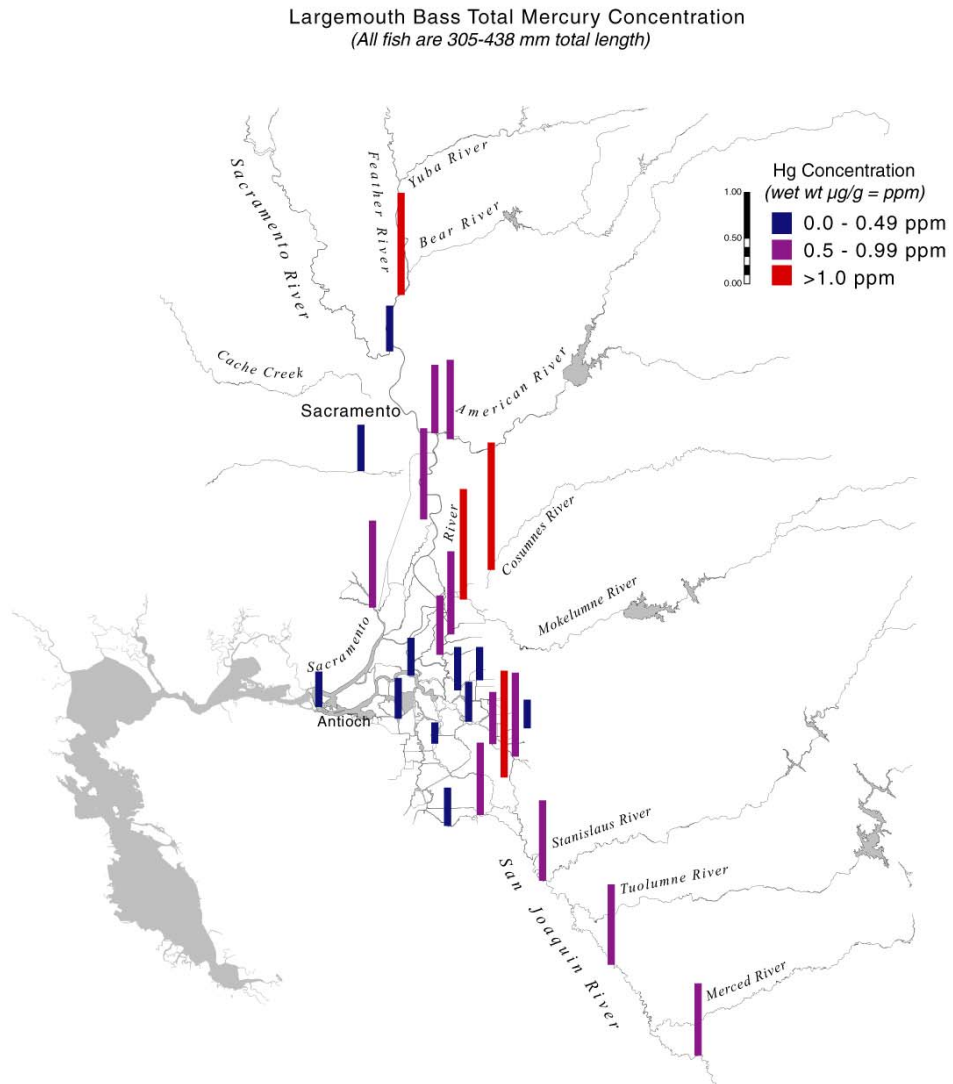 Largemouth Bass Total Mercury Concentration
(All fish are 305-438 mm total length)
Sacramento River
Feather River
Yuba River
Bear River
Hg Concentration
(wet wt µg/g = ppm)
1.00
0.50
0.00
0.0 - 0.49 ppm
0.5 - 0.99 ppm
>1.0 ppm
Cache Creek
American River
Sacramento
River
Cosumnes River
Mokelumne River
Sacramento
Antioch
Stanislaus River
San Joaquin River
Tuolumne River
Merced River